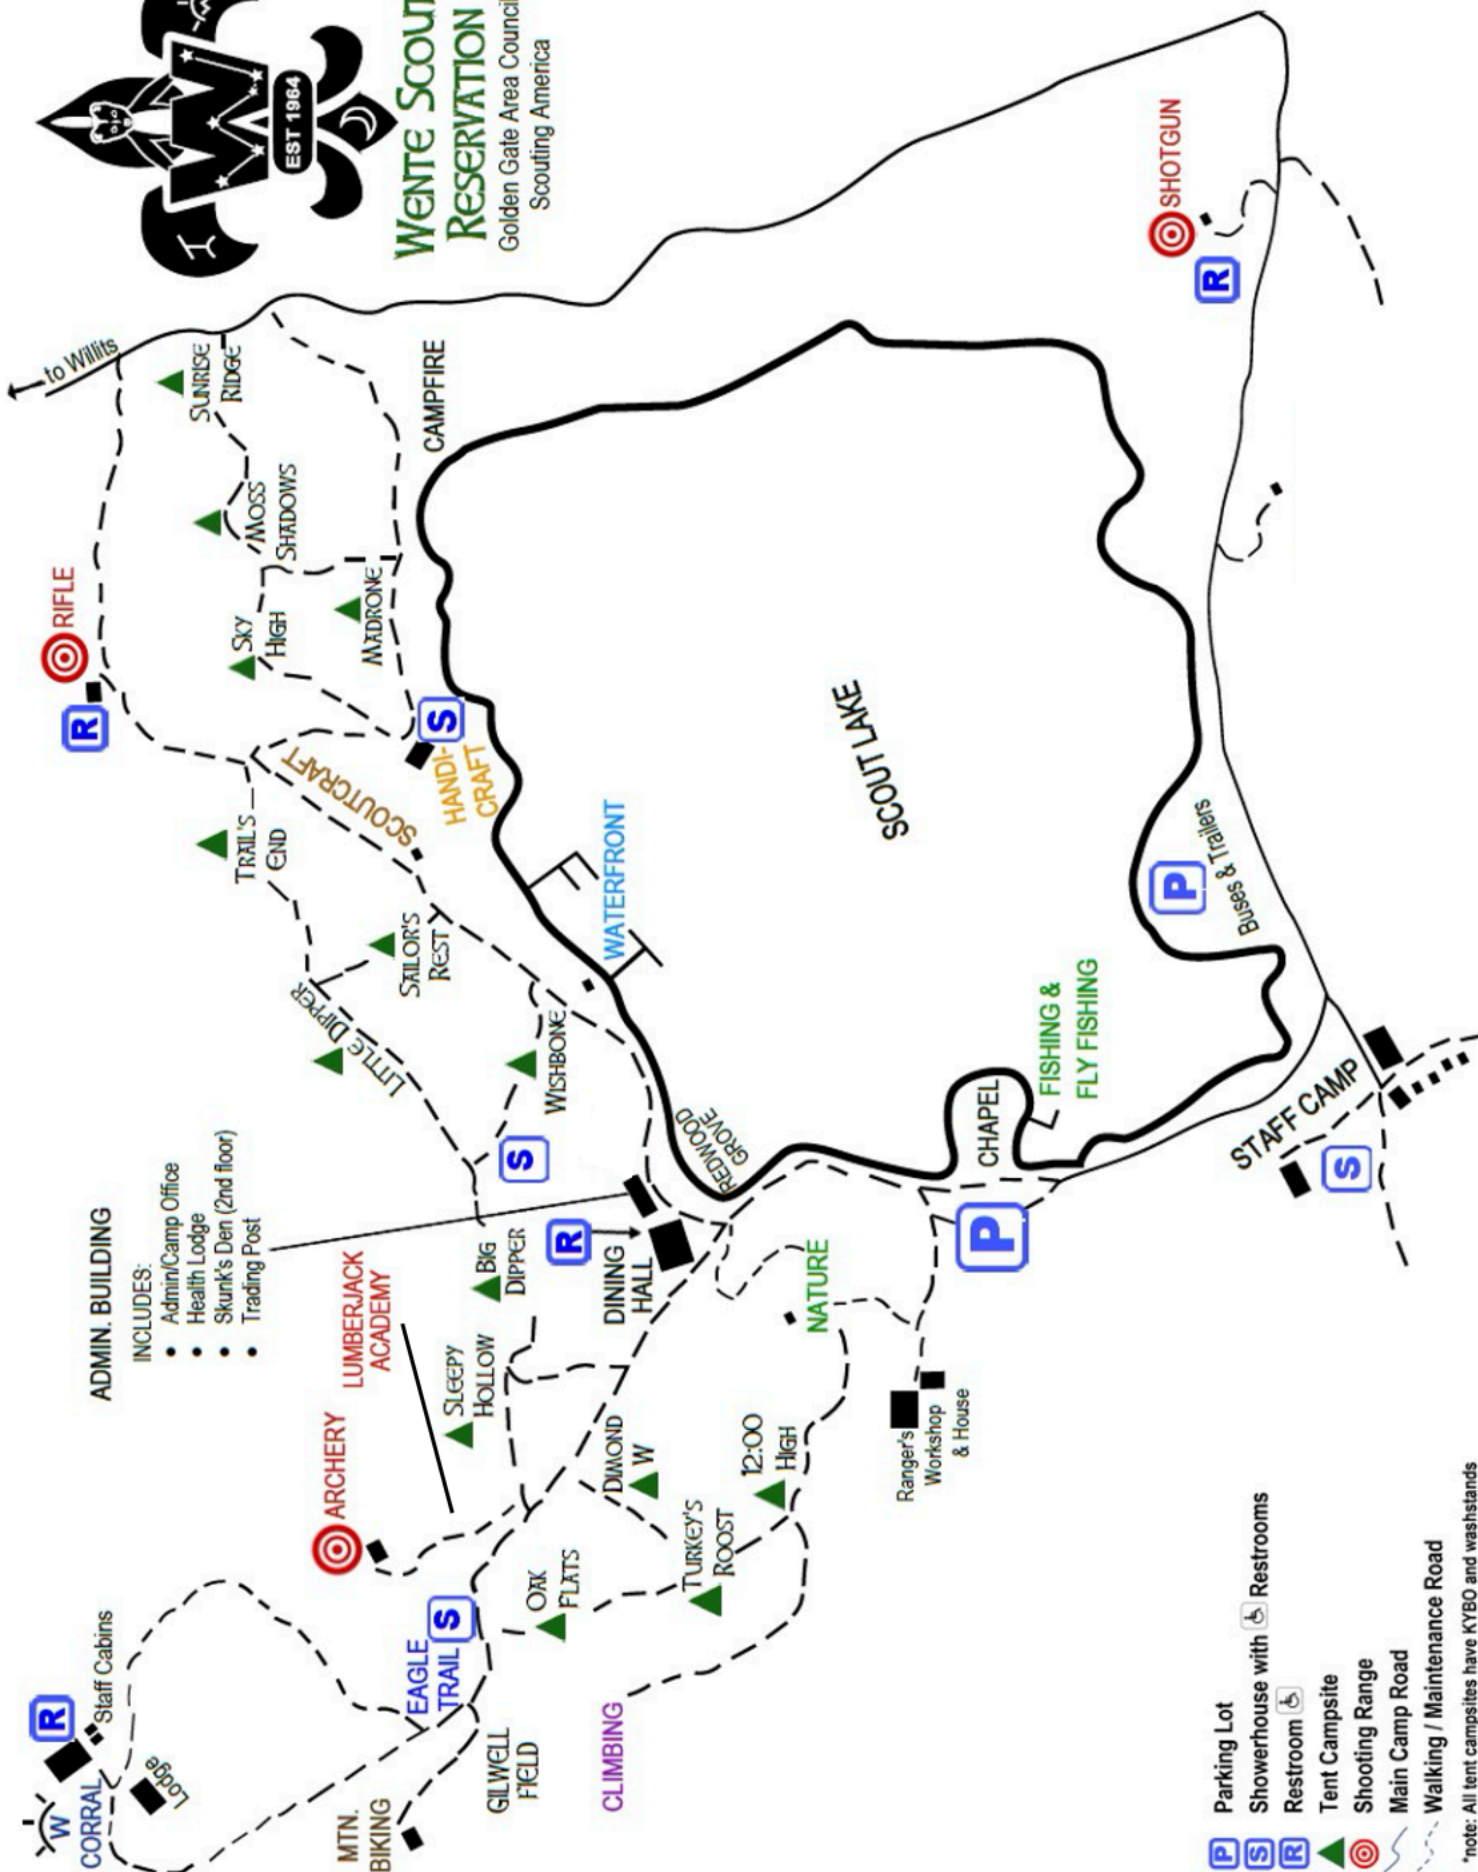 WENTE SCOUT
RESERVATION
Golden Gate Area Council
Scouting America
W
EST 1964
to Willits
SUNRISE
RIDGE
MOSS
SHADOWS
SKY
HIGH
MADRONE
CAMPFIRE
RIFLE
R
S
HANDI-
CRAFT
SCOUTCRAFT
TRAIL'S
END
SAILOR'S
REST
LITTLE DIPPER
WISHBONE
WATERFRONT
SCOUT LAKE
SHOTGUN
R
P
Buses & Trailers
FISHING &
FLY FISHING
CHAPEL
REDWOOD
GROVE
STAFF CAMP
S
P
ADMIN. BUILDING
INCLUDES:
• Admin/Camp Office
• Health Lodge
• Skunk's Den (2nd floor)
• Trading Post
S
R
DINING
HALL
BIG
DIPPER
LUMBERJACK
ACADEMY
SLEEPY
HOLLOW
ARCHERY
NATURE
Ranger's
Workshop
& House
DIMOND
W
12:00
HIGH
TURKEY'S
ROOST
OAK
FLATS
S
EAGLE
TRAIL
GILWELL
FIELD
CLIMBING
MTN.
BIKING
R
Staff Cabins
Lodge
W
CORRAL
P Parking Lot
S Showerhouse with Restrooms
R Restroom
Tent Campsite
Shooting Range
Main Camp Road
Walking / Maintenance Road
*note: All tent campsites have KYBO and washstands